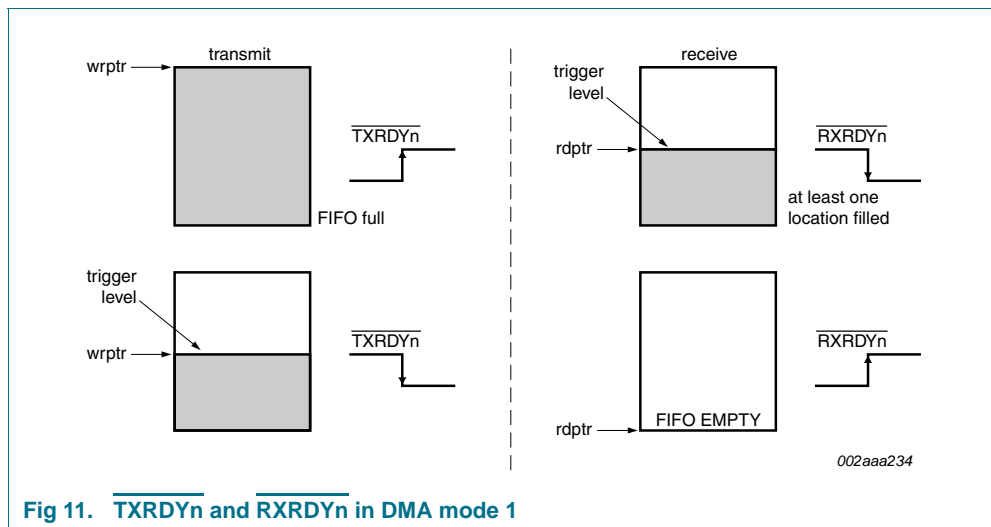 transmit
wrptr
TXRDYn
FIFO full
trigger
level
wrptr
TXRDYn
receive
trigger
level
rdptr
RXRDYn
at least one
location filled
RXRDYn
FIFO EMPTY
rdptr
002aaa234
Fig 11. TXRDYn and RXRDYn in DMA mode 1